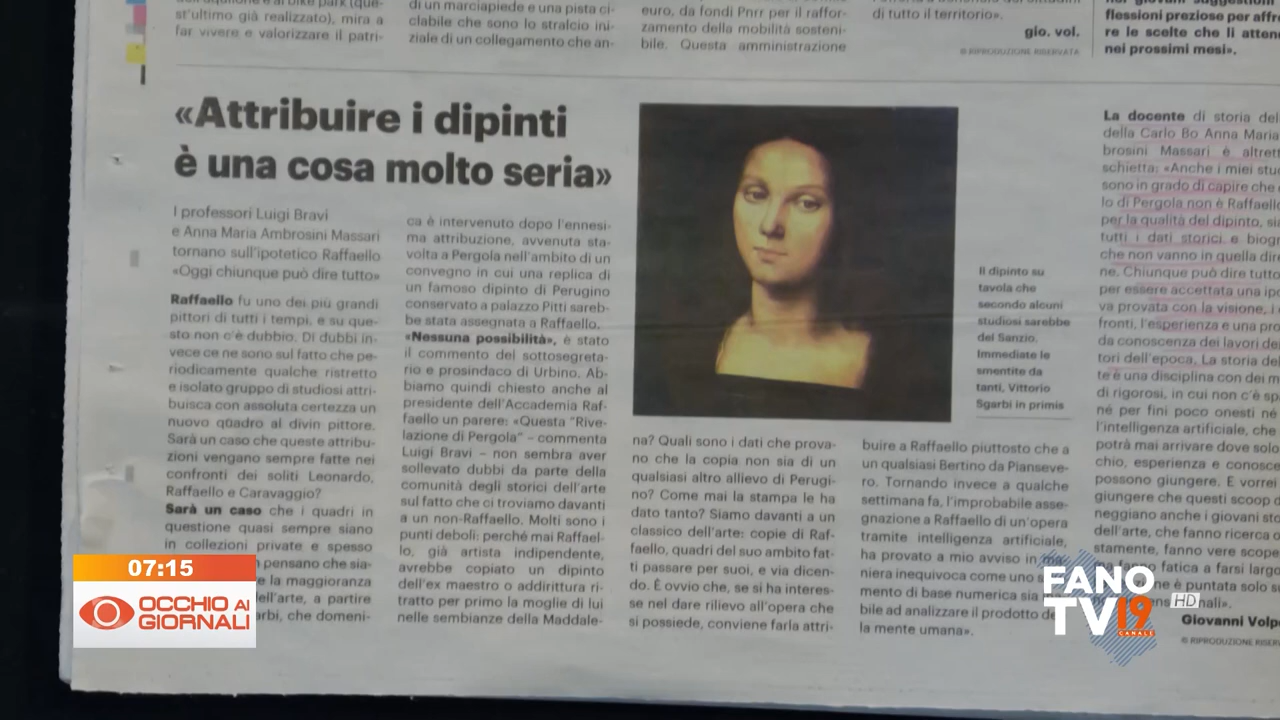 st'ultimo già realizzato), mira a
far vivere e valorizzare il patri-
di un marciapiede e una pista ci-
clabile che sono lo stralcio ini-
ziale di un collegamento che an-
euro, da fondi Pnrr per il raffor-
zamento della mobilità sosteni-
bile. Questa amministrazione
di tutto il territorio».
gio. vol.
© RIPRODUZIONE RISERVATA
flessioni preziose per affr
re le scelte che li atten
nei prossimi mesi».
«Attribuire i dipinti
è una cosa molto seria»
I professori Luigi Bravi
e Anna Maria Ambrosini Massari
tornano sull'ipotetico Raffaello
«Oggi chiunque può dire tutto»
Raffaello fu uno dei più grandi
pittori di tutti i tempi, e su que-
sto non c'è dubbio. Di dubbi in-
vece ce ne sono sul fatto che pe-
riodicamente qualche ristretto
e isolato gruppo di studiosi attri-
buisca con assoluta certezza un
nuovo quadro al divin pittore.
Sarà un caso che queste attribu-
zioni vengano sempre fatte nei
confronti dei soliti Leonardo,
Raffaello e Caravaggio?
Sarà un caso che i quadri in
questione quasi sempre siano
in collezioni private e spesso
pensano che sia-
e la maggioranza
dell'arte, a partire
arbi, che domeni-
ca è intervenuto dopo l'ennesi-
ma attribuzione, avvenuta sta-
volta a Pergola nell'ambito di un
convegno in cui una replica di
un famoso dipinto di Perugino
conservato a palazzo Pitti sareb-
be stata assegnata a Raffaello.
«Nessuna possibilità», è stato
il commento del sottosegreta-
rio e prosindaco di Urbino. Ab-
biamo quindi chiesto anche al
presidente dell'Accademia Raf-
faello un parere: «Questa "Rive-
lazione di Pergola" – commenta
Luigi Bravi – non sembra aver
sollevato dubbi da parte della
comunità degli storici dell'arte
sul fatto che ci troviamo davanti
a un non-Raffaello. Molti sono i
punti deboli: perché mai Raffael-
lo, già artista indipendente,
avrebbe copiato un dipinto
dell'ex maestro o addirittura ri-
tratto per primo la moglie di lui
nelle sembianze della Maddale-
Il dipinto su
tavola che
secondo alcuni
studiosi sarebbe
del Sanzio.
Immediate le
smentite da
tanti, Vittorio
Sgarbi in primis
na? Quali sono i dati che prova-
no che la copia non sia di un
qualsiasi altro allievo di Perugi-
no? Come mai la stampa le ha
dato tanto? Siamo davanti a un
classico dell'arte: copie di Raf-
faello, quadri del suo ambito fat-
ti passare per suoi, e via dicen-
do. È ovvio che, se si ha interes-
se nel dare rilievo all'opera che
si possiede, conviene farla attri-
buire a Raffaello piuttosto che a
un qualsiasi Bertino da Pianseve-
ro. Tornando invece a qualche
settimana fa, l'improbabile asse-
gnazione a Raffaello di un'opera
tramite intelligenza artificiale,
ha provato a mio avviso in ma
niera inequivoca come uno
mento di base numerica sia
bile ad analizzare il prodotto de
la mente umana».
La docente di storia del
della Carlo Bo Anna Maria
brosini Massari è altret
schietta: «Anche i miei stu
sono in grado di capire che
lo di Pergola non è Raffaell
per la qualità del dipinto, si
tutti i dati storici e biogr
che non vanno in quella dire
ne. Chiunque può dire tutto
per essere accettata una ipo
va provata con la visione, i
fronti, l'esperienza e una pro
da conoscenza dei lavori de
tori dell'epoca. La storia del
te è una disciplina con dei m
di rigorosi, in cui non c'è sp
né per fini poco onesti né
l'intelligenza artificiale, che
potrà mai arrivare dove solo
chio, esperienza e conosce
possono giungere. E vorrei
giungere che questi scoop d
neggiano anche i giovani sto
dell'arte, che fanno ricerca o
stamente, fanno vere scope
fatica a farsi largo
ne è puntata solo s
nali».
Giovanni Volpe
© RIPRODUZIONE RISER
07:15
OCCHIO AI
GIORNALI
FANO
TV 19 HD
CANALE